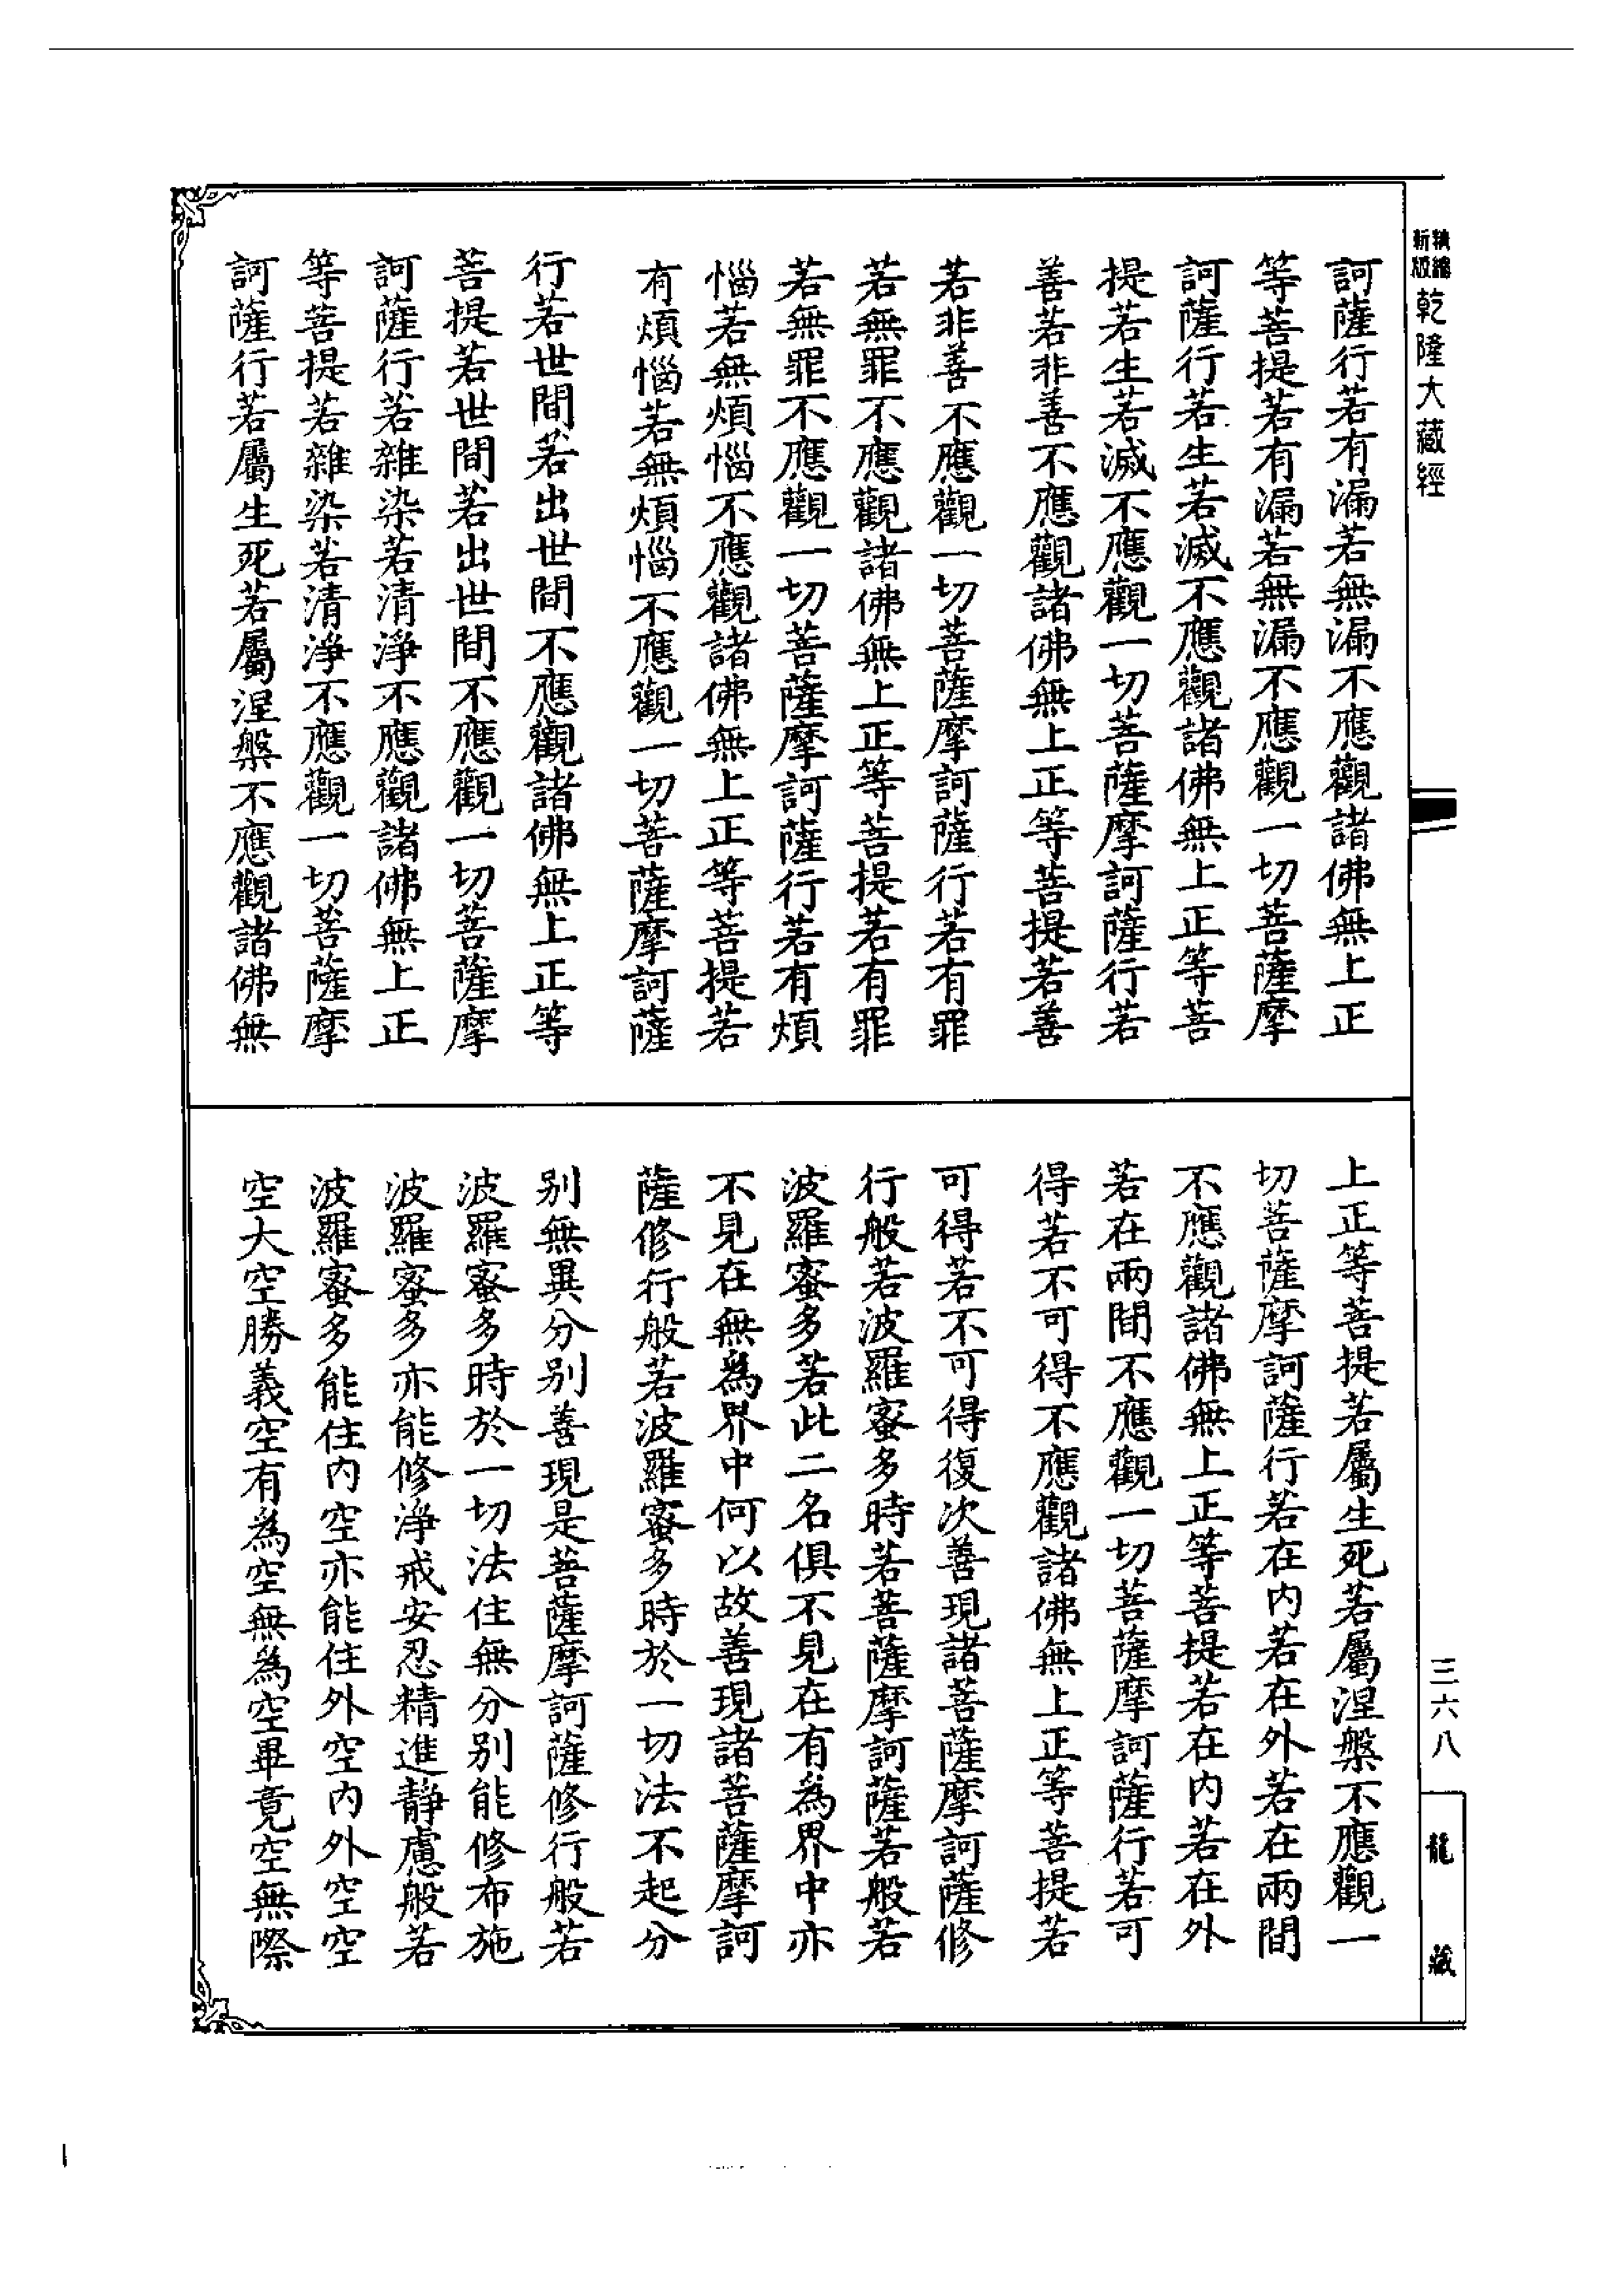 精縮新版乾隆大藏經
訶薩行若有漏若無漏不應觀諸佛無上正
等菩提若有漏若無漏不應觀一切菩薩摩
訶薩行若生若滅不應觀諸佛無上正等菩
提若生若滅不應觀一切菩薩摩訶薩行若
善若非善不應觀諸佛無上正等菩提若善
若非善不應觀一切菩薩摩訶薩行若有罪
若無罪不應觀諸佛無上正等菩提若有罪
若無罪不應觀一切菩薩摩訶薩行若有煩
惱若無煩惱不應觀諸佛無上正等菩提若
有煩惱若無煩惱不應觀一切菩薩摩訶薩
行若世間若出世間不應觀諸佛無上正等
菩提若世間若出世間不應觀一切菩薩摩
訶薩行若雜染若清淨不應觀諸佛無上正
等菩提若雜染若清淨不應觀一切菩薩摩
訶薩行若屬生死若屬涅槃不應觀諸佛無
上正等菩提若屬生死若屬涅槃不應觀一
切菩薩摩訶薩行若在內若在外若在兩間
不應觀諸佛無上正等菩提若在內若在外
若在兩間不應觀一切菩薩摩訶薩行若可
得若不可得不應觀諸佛無上正等菩提若
可得若不可得復次善現諸菩薩摩訶薩修
行般若波羅蜜多時若菩薩摩訶薩若般若
波羅蜜多若此二名俱不見在有為界中亦
不見在無為界中何以故善現諸菩薩摩訶
薩修行般若波羅蜜多時於一切法不起分
別無異分別善現是菩薩摩訶薩修行般若
波羅蜜多時於一切法住無分別能修布施
波羅蜜多亦能修淨戒安忍精進靜慮般若
波羅蜜多能住內空亦能住外空內外空空
空大空勝義空有為空無為空畢竟空無際
三六八
龍藏